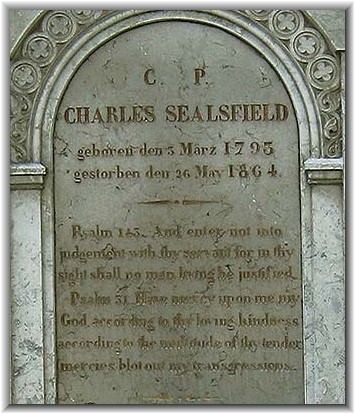 C. P.
CHARLES SEALSFIELD
geboren den 3 März 1793
gestorben den 26 May 1864.
Psalm 143. And enter not into
judgement with thy servant for in thy
sight shall no man living be justified.
Psalm 51. Have mercy upon me my
God according to thy loving kindness
according to the multitude of thy tender
mercies blot out my transgressions.